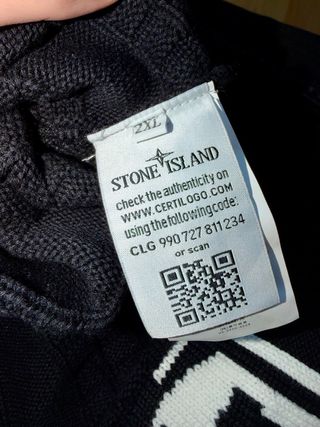 2XL
STONE ISLAND
check the authenticity on
WWW.CERTILOGO.COM
using the following code:
CLG 990 727 811 234
or scan